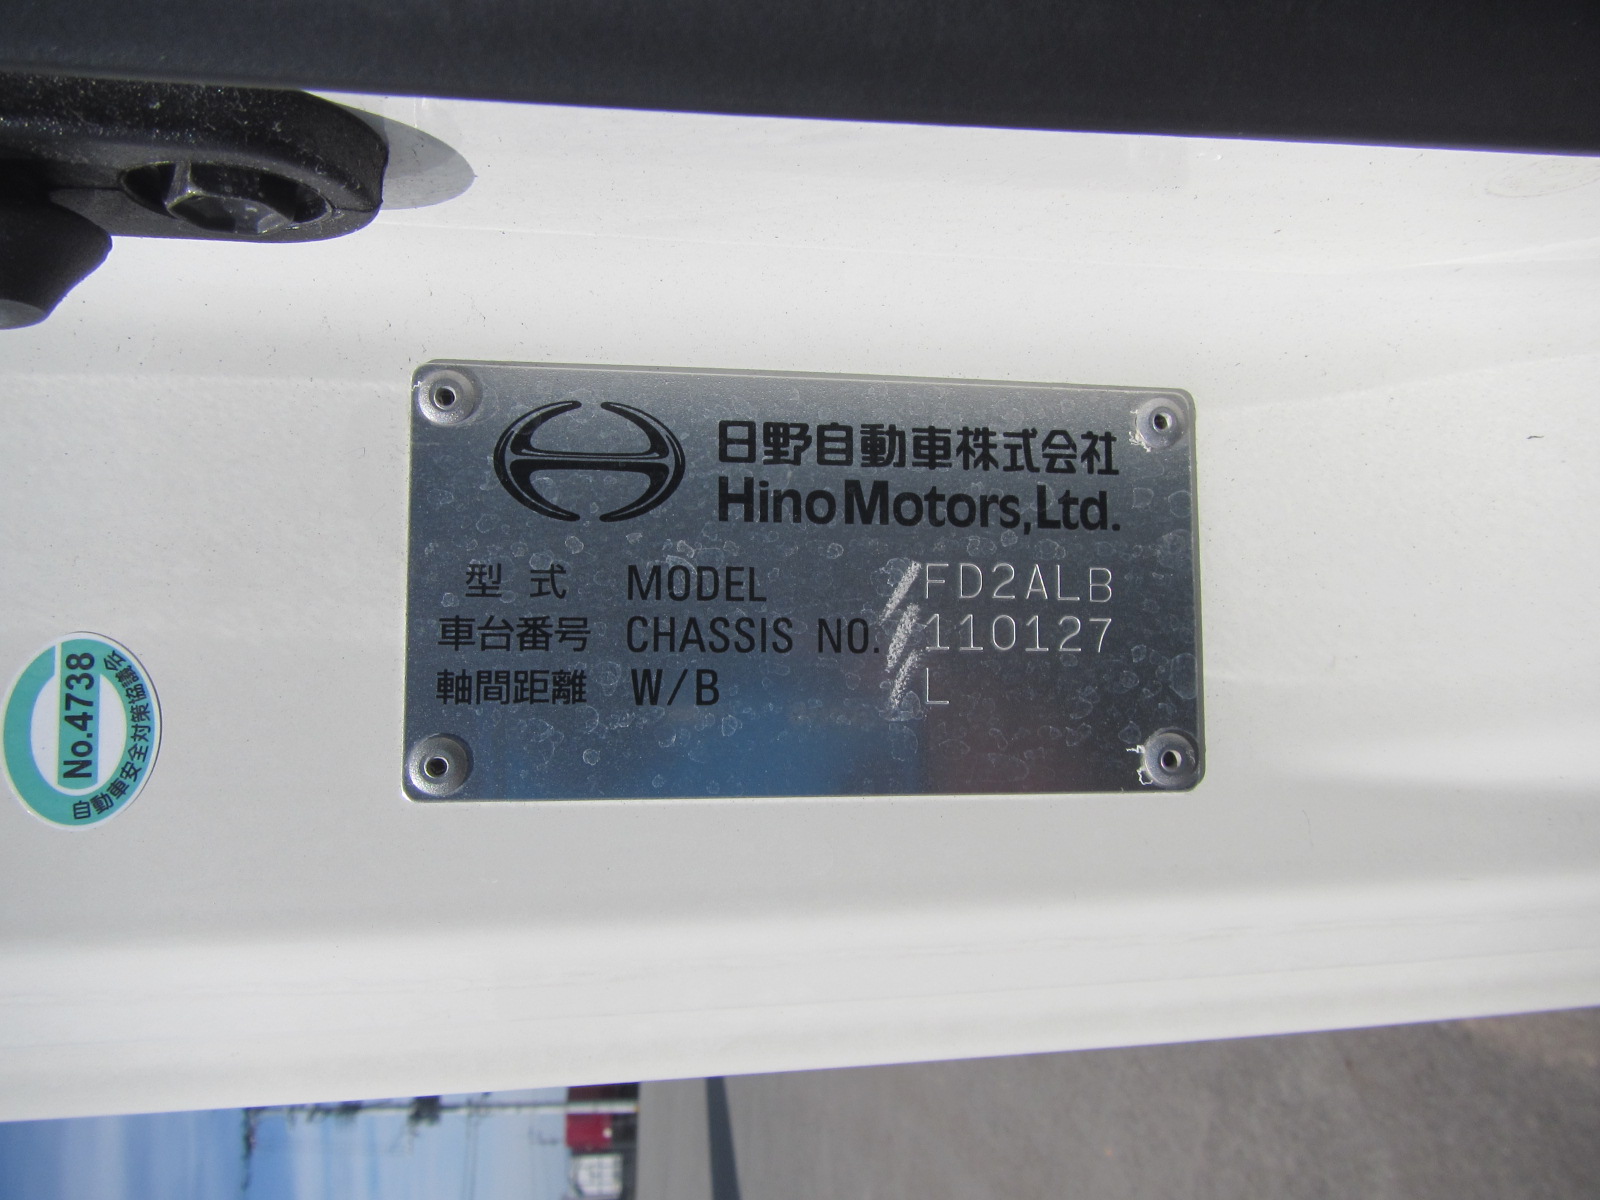 日野自動車株式会社
Hino Motors, Ltd.
型式 MODEL FD2ALB
車台番号 CHASSIS NO. 110127
軸間距離 W/B L
No.4738
自動車安全対策協議会